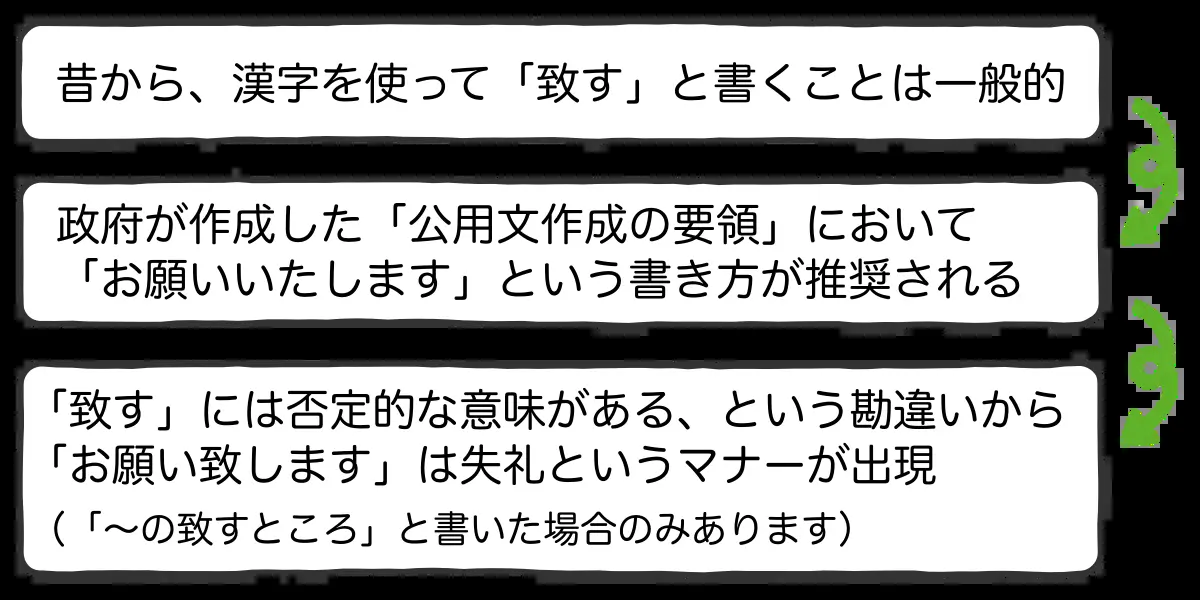 昔から、漢字を使って「致す」と書くことは一般的
政府が作成した「公用文作成の要領」において
「お願いいたします」という書き方が推奨される
「致す」には否定的な意味がある、という勘違いから
「お願い致します」は失礼というマナーが出現
（「〜の致すところ」と書いた場合のみあります）